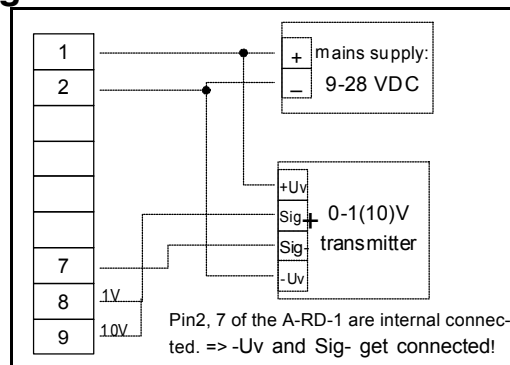 g
1
2
7
8
9
1V
10V
+
–
mains supply:
9-28 VDC
+Uv
Sig+
Sig-
-Uv
0-1(10)V
transmitter
Pin2, 7 of the A-RD-1 are internal connec-
ted. => -Uv and Sig- get connected!